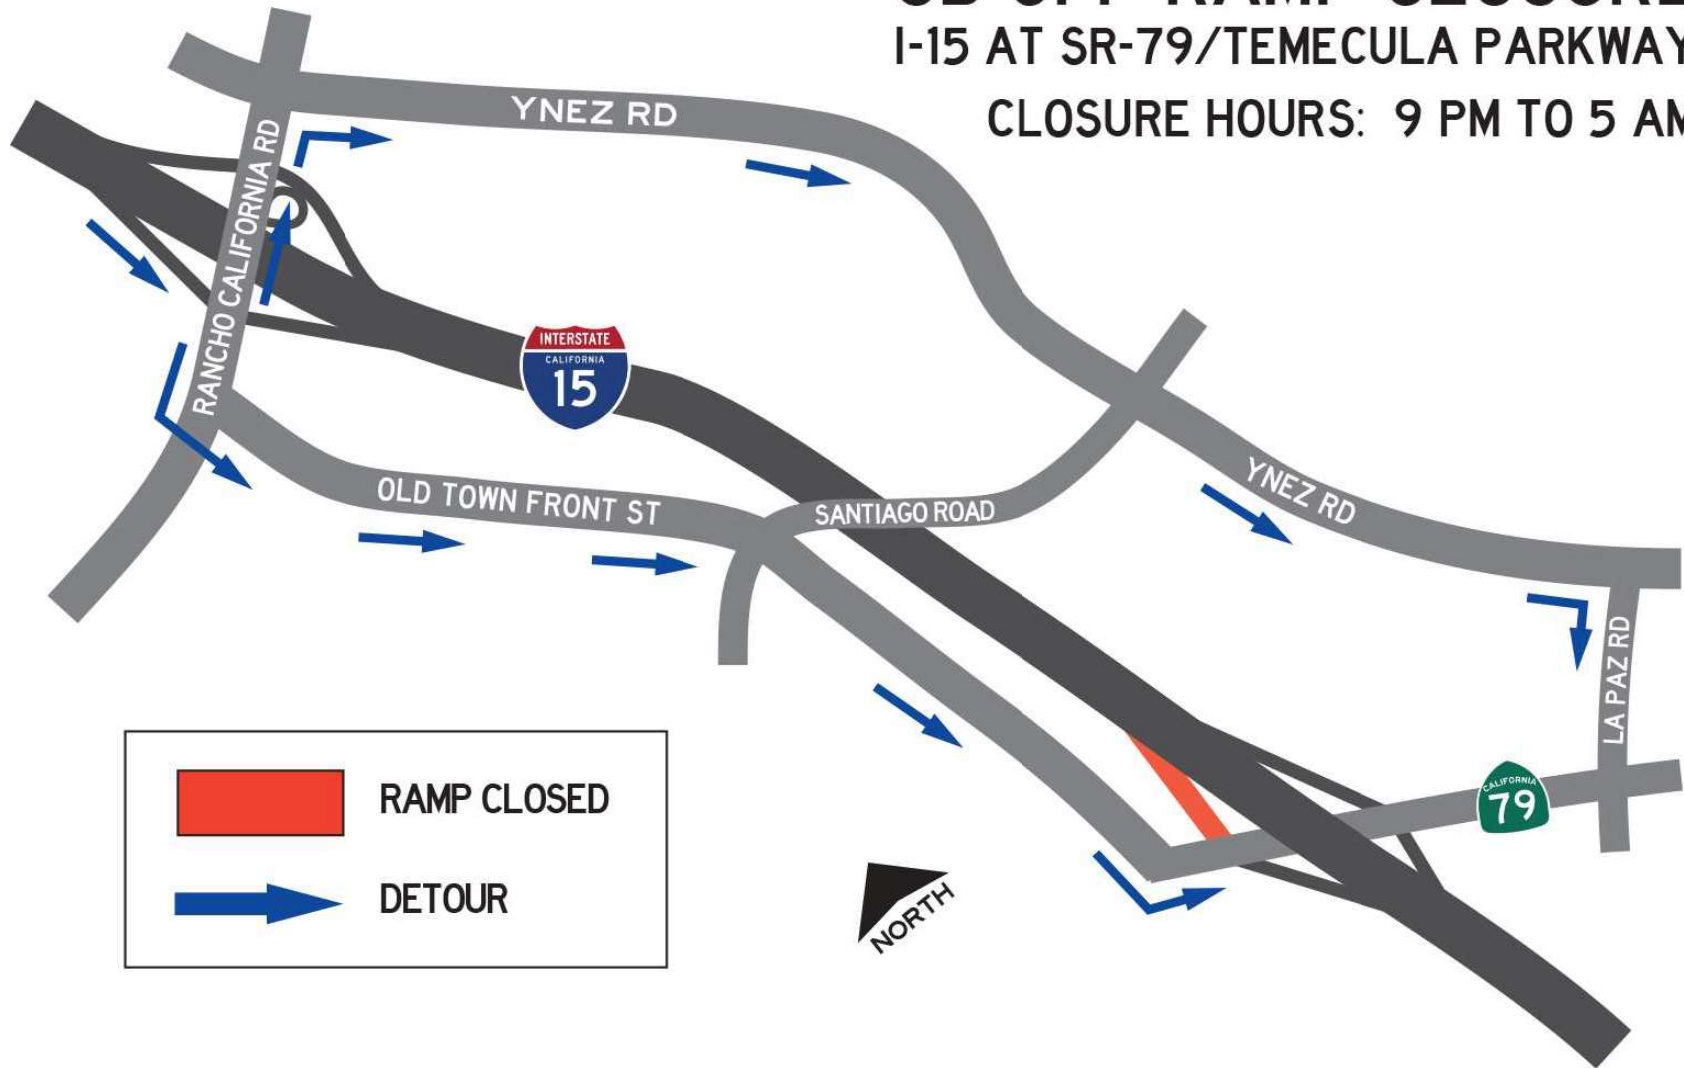 I-15 AT SR-79/TEMECULA PARKWAY
CLOSURE HOURS: 9 PM TO 5 AM
YNEZ RD
RANCHO CALIFORNIA RD
INTERSTATE
CALIFORNIA
15
OLD TOWN FRONT ST
SANTIAGO ROAD
YNEZ RD
LA PAZ RD
CALIFORNIA
79
RAMP CLOSED
DETOUR
NORTH